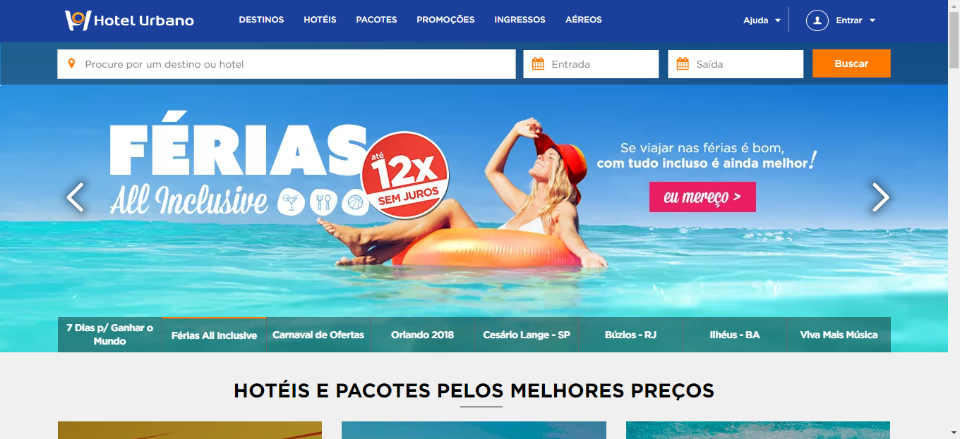 Hotel Urbano
DESTINOS HOTÉIS PACOTES PROMOÇÕES INGRESSOS AÉREOS
Ajuda
Entrar
Procure por um destino ou hotel
Entrada
Saída
Buscar
FÉRIAS
All Inclusive
até
12X
SEM JUROS
Se viajar nas férias é bom,
com tudo incluso é ainda melhor!
eu mereço >
7 Dias p/ Ganhar o
Mundo
Férias All Inclusive
Carnaval de Ofertas
Orlando 2018
Cesário Lange - SP
Búzios - RJ
Ilhéus - BA
Viva Mais Música
HOTÉIS E PACOTES PELOS MELHORES PREÇOS